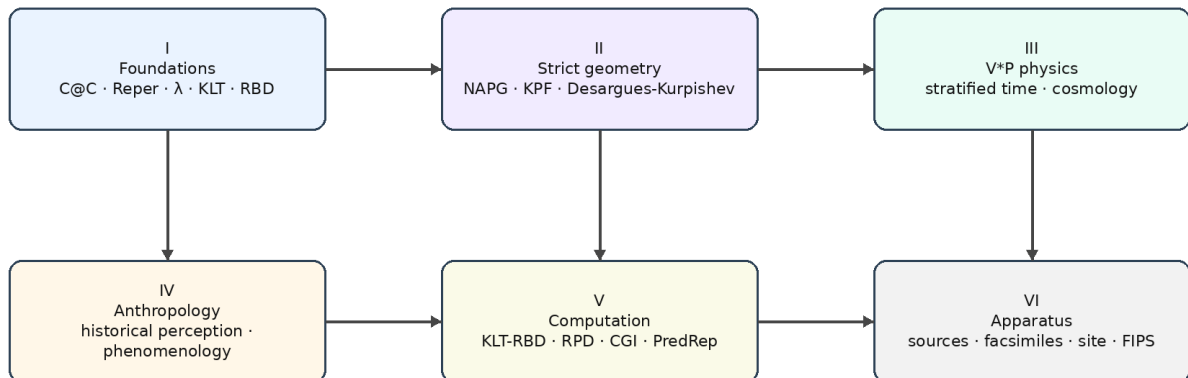 I
Foundations
C@C · Reper · λ · KLT · RBD
II
Strict geometry
NAPG · KPF · Desargues-Kurpishev
III
V*P physics
stratified time · cosmology
IV
Anthropology
historical perception ·
phenomenology
V
Computation
KLT-RBD · RPD · CGI · PredRep
VI
Apparatus
sources · facsimiles · site · FIPS